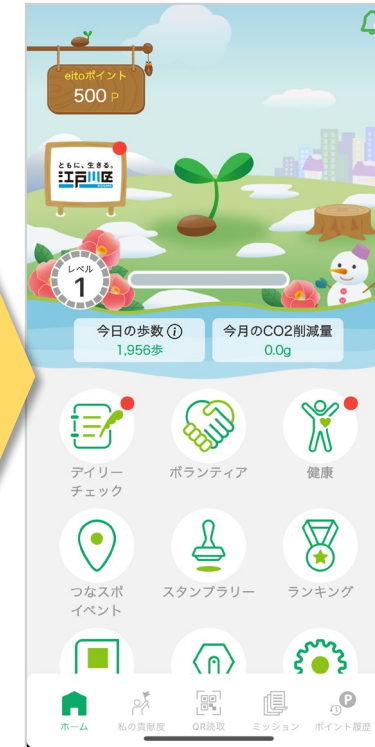 eitoポイント
500 P
ともに、生きる。
江戸川区
レベル
1
今日の歩数
1,956歩
今月のCO2削減量
0.0g
デイリー
チェック
ボランティア
健康
つなスポ
イベント
スタンプラリー
ランキング
ホーム
私の貢献度
QR読取
ミッション
ポイント履歴